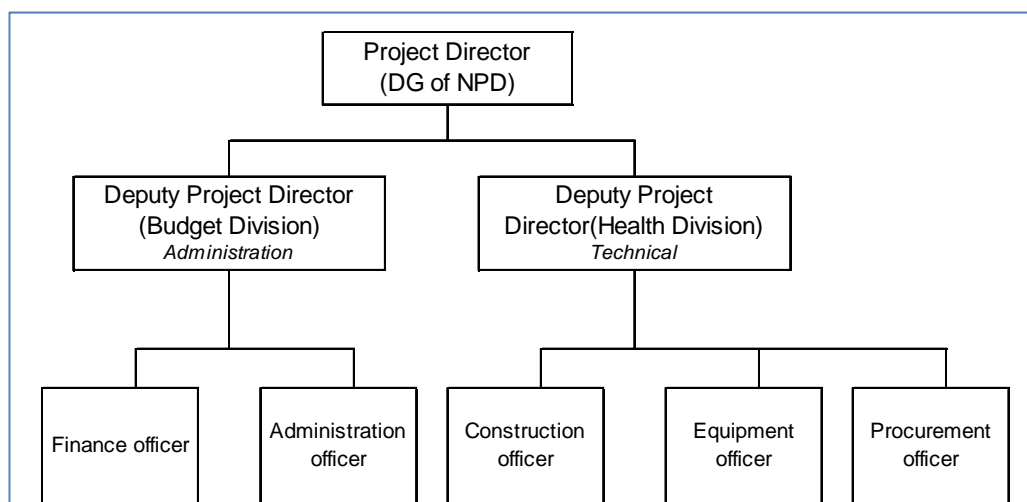 Project Director
(DG of NPD)
Deputy Project Director
(Budget Division)
Administration
Deputy Project
Director(Health Division)
Technical
Finance officer
Administration
officer
Construction
officer
Equipment
officer
Procurement
officer